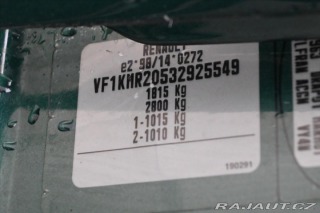 RENAULT
e2*98/14*0272
VF1KMR20532925549
1815 Kg
2800 Kg
1-1015 Kg
2-1010 Kg
190291
RAJAUT.CZ